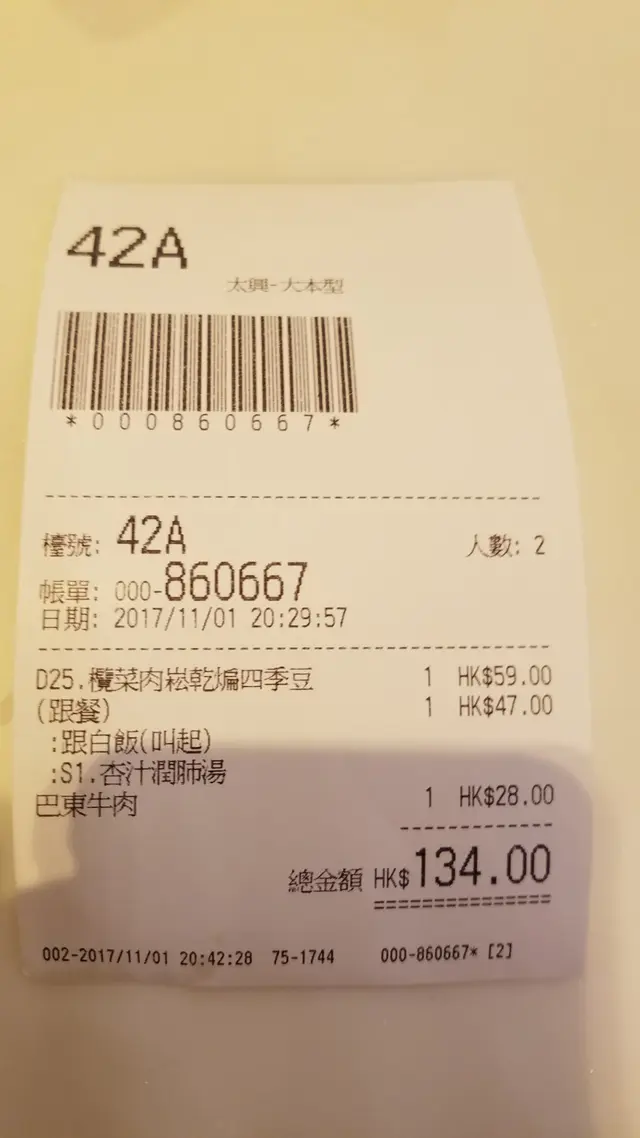 42A
太興-大本型
*000860667*
檯號: 42A 人數: 2
帳單: 000-860667
日期: 2017/11/01 20:29:57
D25.欖菜肉崧乾煸四季豆 1 HK$59.00
(跟餐) 1 HK$47.00
:跟白飯(叫起)
:S1.杏汁潤肺湯
巴東牛肉 1 HK$28.00
總金額 HK$134.00
002-2017/11/01 20:42:28 75-1744 000-860667* [2]